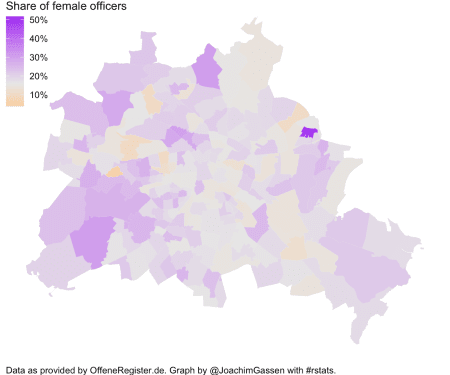 Share of female officers
50%
40%
30%
20%
10%
Data as provided by OffeneRegister.de. Graph by @JoachimGassen with #rstats.